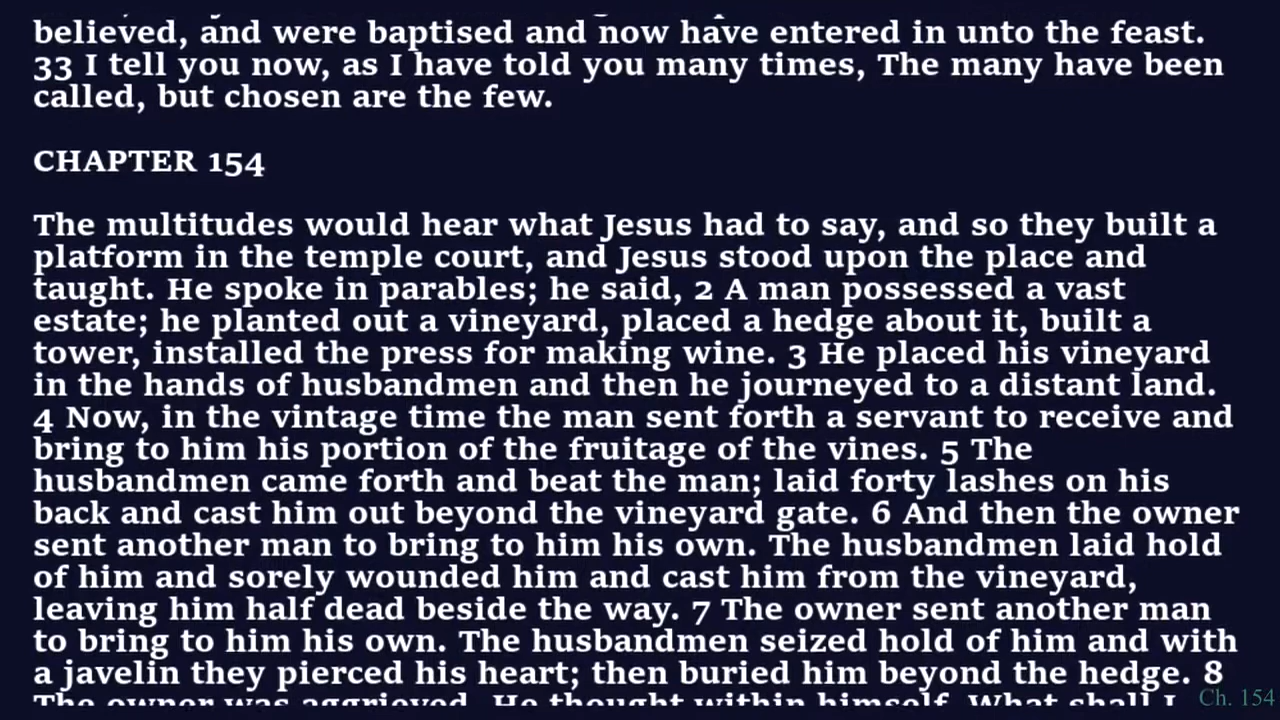 believed, and were baptised and now have entered in unto the feast.
33 I tell you now, as I have told you many times, The many have been
called, but chosen are the few.
CHAPTER 154
The multitudes would hear what Jesus had to say, and so they built a
platform in the temple court, and Jesus stood upon the place and
taught. He spoke in parables; he said, 2 A man possessed a vast
estate; he planted out a vineyard, placed a hedge about it, built a
tower, installed the press for making wine. 3 He placed his vineyard
in the hands of husbandmen and then he journeyed to a distant land.
4 Now, in the vintage time the man sent forth a servant to receive and
bring to him his portion of the fruitage of the vines. 5 The
husbandmen came forth and beat the man; laid forty lashes on his
back and cast him out beyond the vineyard gate. 6 And then the owner
sent another man to bring to him his own. The husbandmen laid hold
of him and sorely wounded him and cast him from the vineyard,
leaving him half dead beside the way. 7 The owner sent another man
to bring to him his own. The husbandmen seized hold of him and with
a javelin they pierced his heart; then buried him beyond the hedge. 8
The owner was aggrieved. He thought within himself, What shall I
Ch. 154